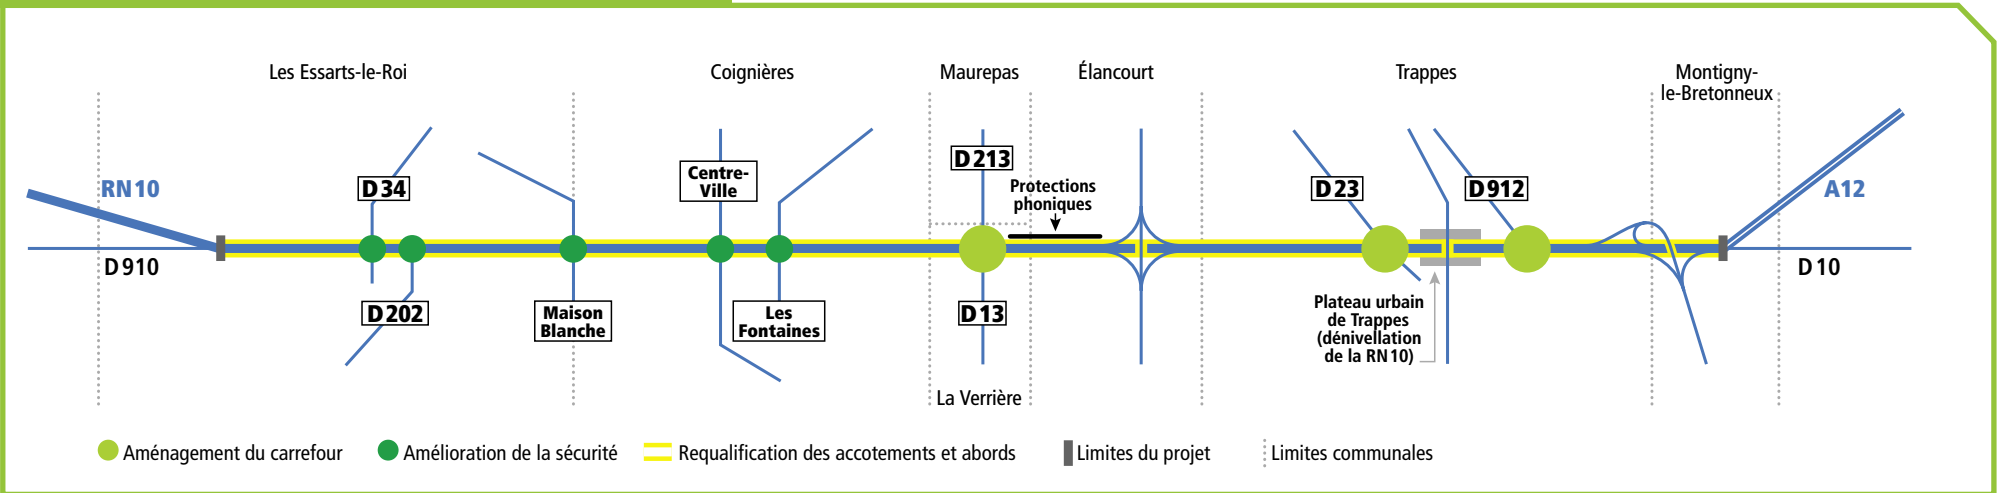 Les Essarts-le-Roi
Coignières
Maurepas
Élancourt
Trappes
Montigny-
le-Bretonneux
RN10
D34
Centre-
Ville
D213
Protections
phoniques
D23
D912
A12
D910
D202
Maison
Blanche
Les
Fontaines
D13
Plateau urbain
de Trappes
(dénivellation
de la RN10)
D10
La Verrière
Aménagement du carrefour
Amélioration de la sécurité
Requalification des accotements et abords
Limites du projet
Limites communales